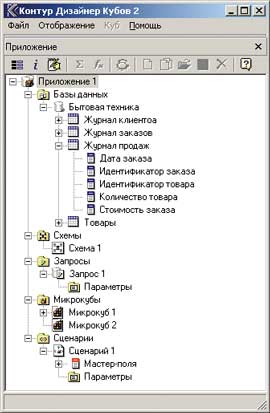 Контур Дизайнер Кубов 2
Файл Отображение Куб Помощь
Приложение
Приложение 1
Базы данных
Бытовая техника
Журнал клиентов
Журнал заказов
Журнал продаж
Дата заказа
Идентификатор заказа
Идентификатор товара
Количество товара
Стоимость заказа
Товары
Схемы
Схема 1
Запросы
Запрос 1
Параметры
Микрокубы
Микрокуб 1
Микрокуб 2
Сценарии
Сценарий 1
Мастер-поля
Параметры